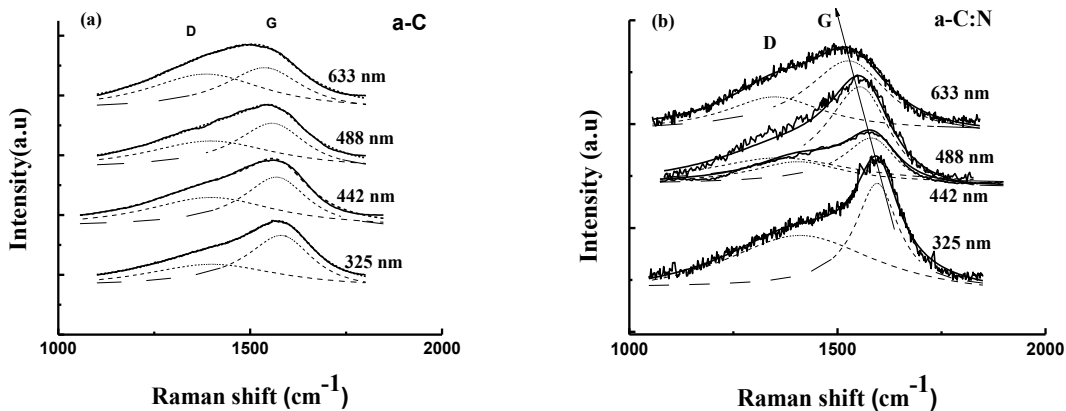 (a)
D
G
a-C
633 nm
488 nm
442 nm
325 nm
Intensity(a.u)
1000
1500
2000
Raman shift (cm-1)
(b)
D
G
a-C:N
633 nm
488 nm
442 nm
325 nm
Intensity (a.u)
1000
1500
2000
Raman shift (cm-1)